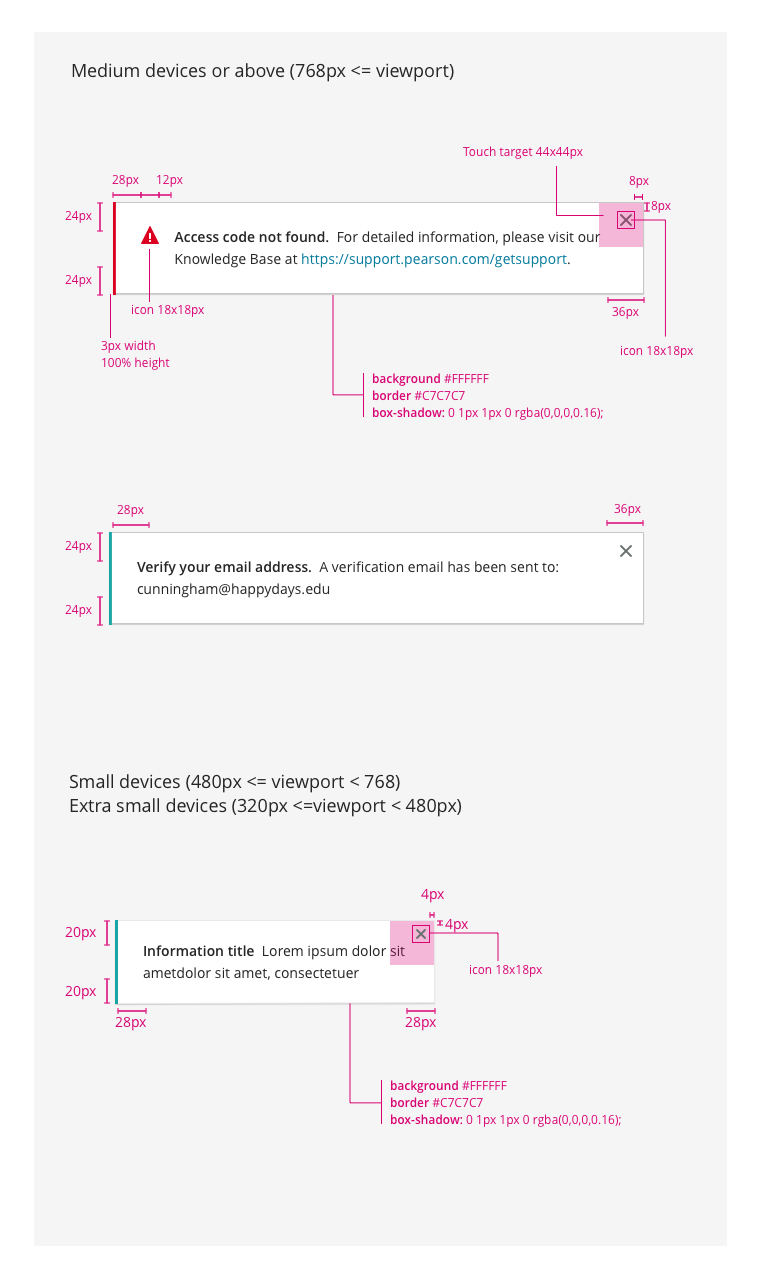 Medium devices or above (768px <= viewport)
Touch target 44x44px
28px 12px
8px
8px
24px
Access code not found. For detailed information, please visit our
Knowledge Base at https://support.pearson.com/getsupport.
24px
icon 18x18px
36px
3px width
100% height
icon 18x18px
background #FFFFFF
border #C7C7C7
box-shadow: 0 1px 1px 0 rgba(0,0,0,0.16);
28px
36px
24px
Verify your email address. A verification email has been sent to:
cunningham@happydays.edu
24px
Small devices (480px <= viewport < 768)
Extra small devices (320px <=viewport < 480px)
4px
4px
20px
Information title Lorem ipsum dolor sit
ametdolor sit amet, consectetuer
icon 18x18px
20px
28px
28px
background #FFFFFF
border #C7C7C7
box-shadow: 0 1px 1px 0 rgba(0,0,0,0.16);